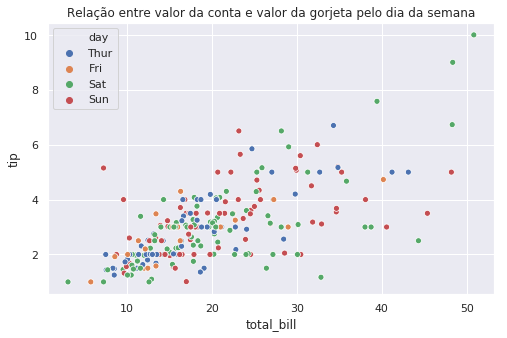 Relação entre valor da conta e valor da gorjeta pelo dia da semana
10
8
6
4
2
tip
day
Thur
Fri
Sat
Sun
10
20
30
40
50
total_bill